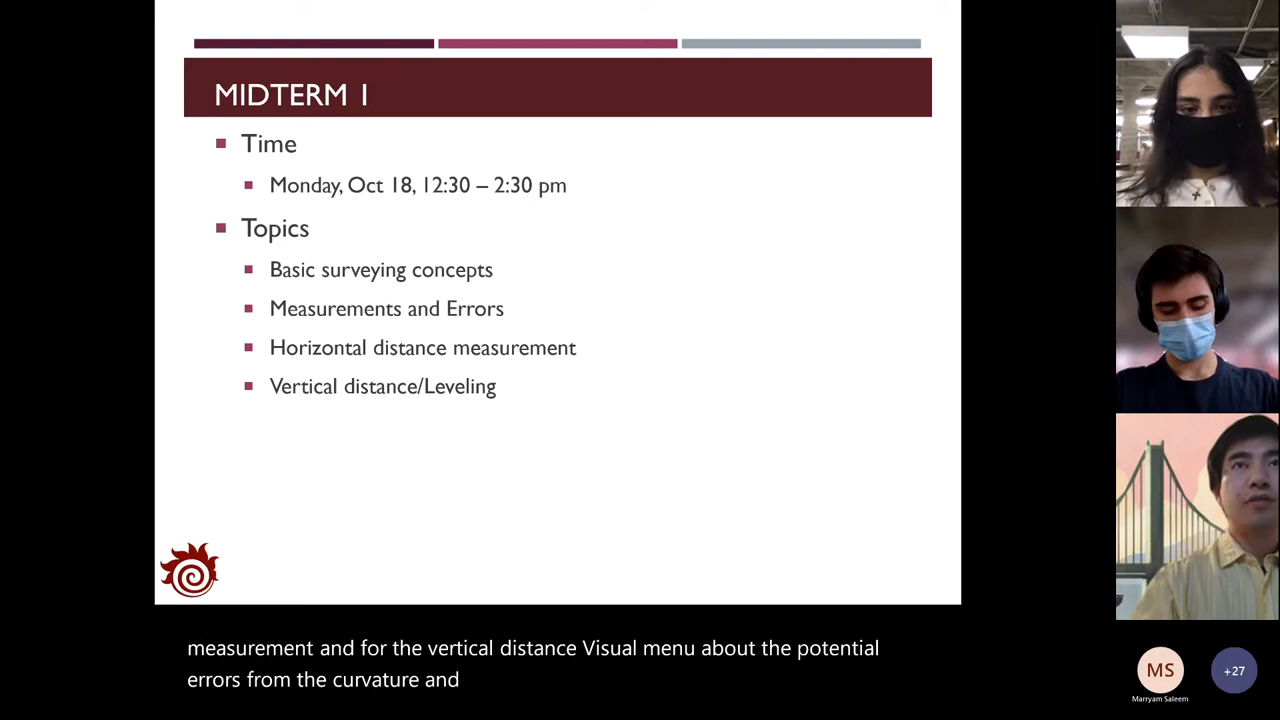 MIDTERM 1
Time
Monday, Oct 18, 12:30 – 2:30 pm
Topics
Basic surveying concepts
Measurements and Errors
Horizontal distance measurement
Vertical distance/Leveling
measurement and for the vertical distance Visual menu about the potential
errors from the curvature and
MS
+27
Marryam Saleem